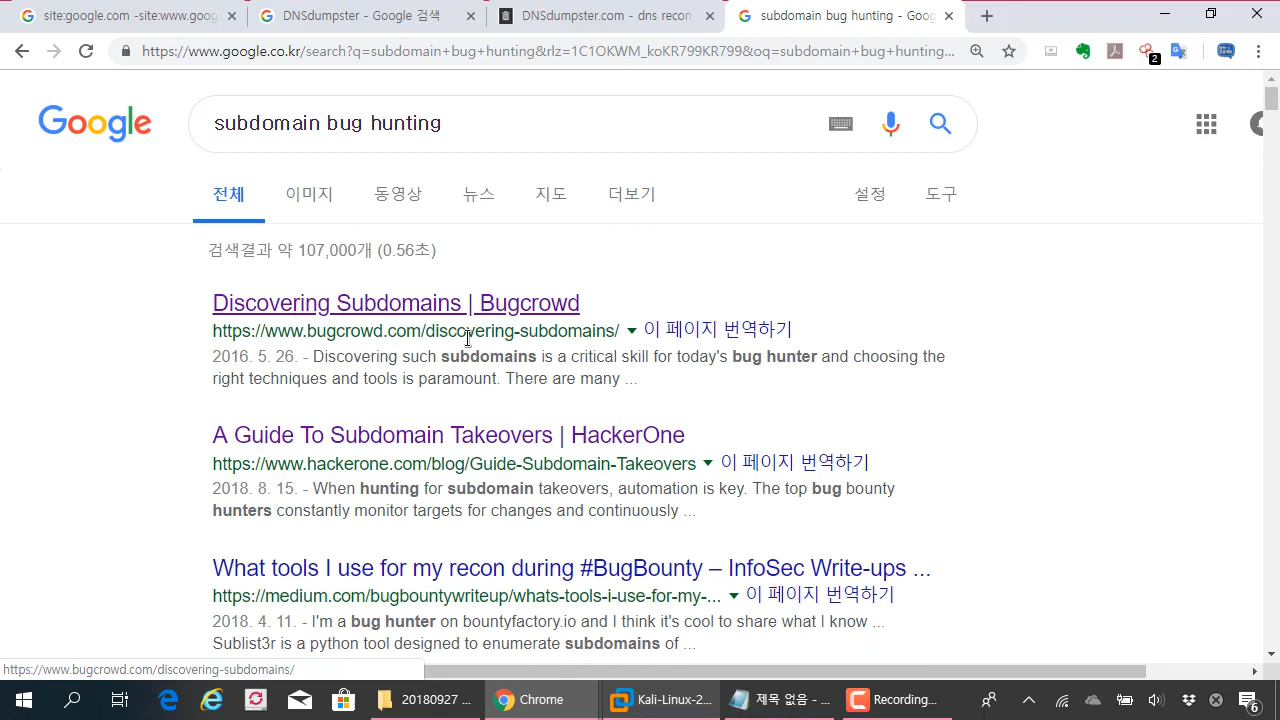 site:google.com -site:www.goog
DNSdumpster - Google 검색
DNSdumpster.com - dns recon
subdomain bug hunting - Goo
https://www.google.co.kr/search?q=subdomain+bug+hunting&rlz=1C1OKWM_koKR799KR799&oq=subdomain+bug+hunting...
2
Google
subdomain bug hunting
전체 이미지 동영상 뉴스 지도 더보기 설정 도구
검색결과 약 107,000개 (0.56초)
Discovering Subdomains | Bugcrowd
https://www.bugcrowd.com/discovering-subdomains/ 이 페이지 번역하기
2016. 5. 26. - Discovering such subdomains is a critical skill for today's bug hunter and choosing the
right techniques and tools is paramount. There are many ...
A Guide To Subdomain Takeovers | HackerOne
https://www.hackerone.com/blog/Guide-Subdomain-Takeovers 이 페이지 번역하기
2018. 8. 15. - When hunting for subdomain takeovers, automation is key. The top bug bounty
hunters constantly monitor targets for changes and continuously ...
What tools I use for my recon during #BugBounty – InfoSec Write-ups ...
https://medium.com/bugbountywriteup/whats-tools-i-use-for-my-... 이 페이지 번역하기
2018. 4. 11. - I'm a bug hunter on bountyfactory.io and I think it's cool to share what I know ...
Sublist3r is a python tool designed to enumerate subdomains of ...
https://www.bugcrowd.com/discovering-subdomains/
20180927
Chrome
Kali-Linux-2...
제목 없음 - ...
Recording...
6